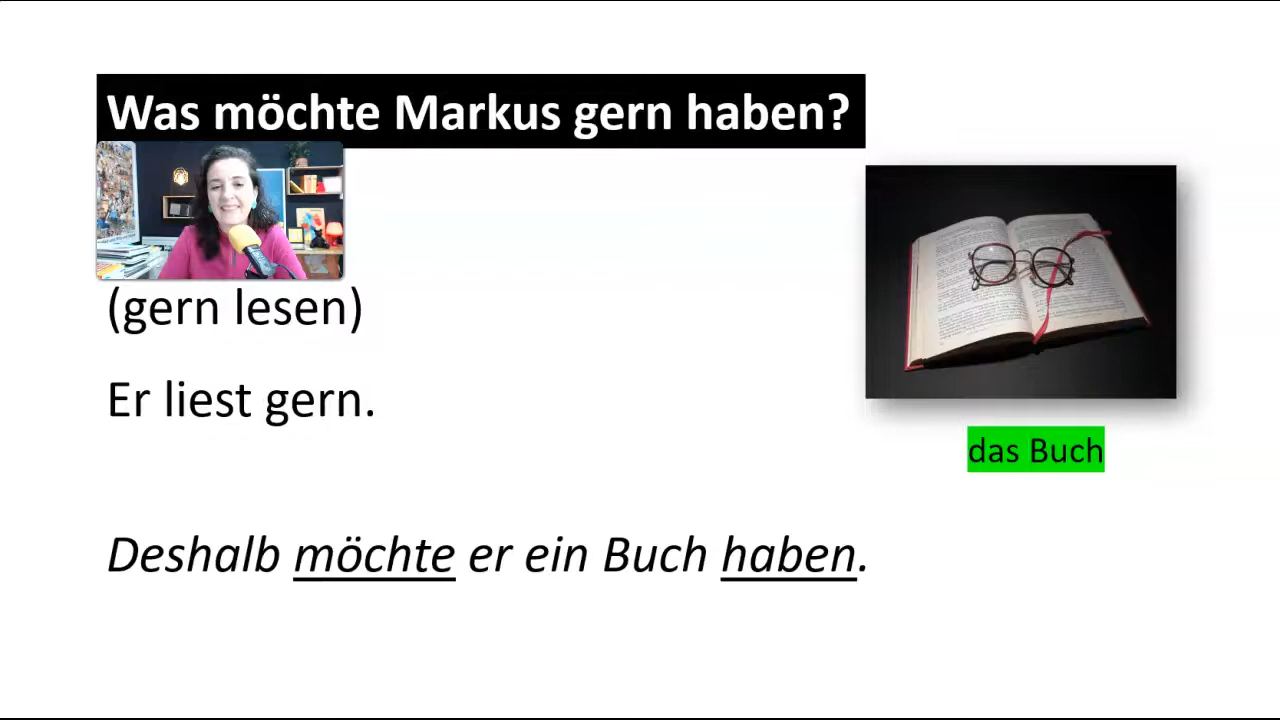 Was möchte Markus gern haben?
(gern lesen)
Er liest gern.
das Buch
Deshalb möchte er ein Buch haben.